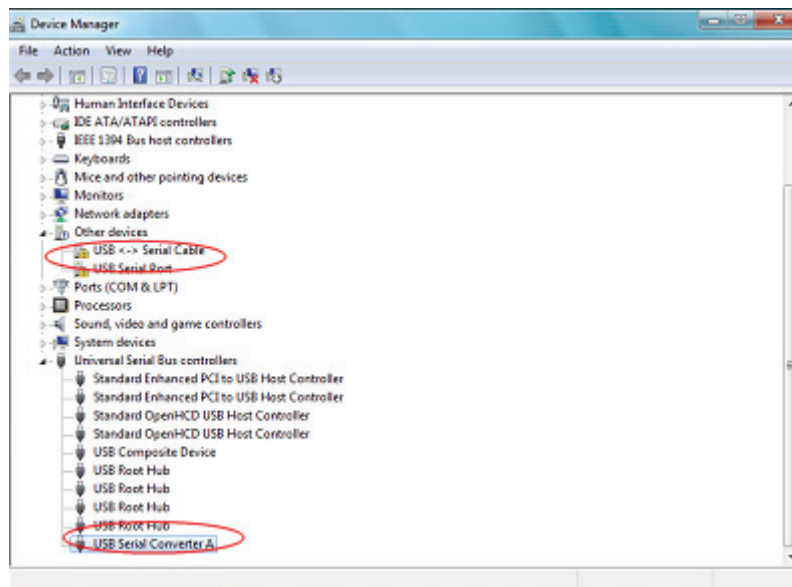 Device Manager
File Action View Help
Human Interface Devices
IDE ATA/ATAPI controllers
IEEE 1394 Bus host controllers
Keyboards
Mice and other pointing devices
Monitors
Network adapters
Other devices
USB <-> Serial Cable
USB Serial Port
Ports (COM & LPT)
Processors
Sound, video and game controllers
System devices
Universal Serial Bus controllers
Standard Enhanced PCI to USB Host Controller
Standard Enhanced PCI to USB Host Controller
Standard OpenHCD USB Host Controller
Standard OpenHCD USB Host Controller
USB Composite Device
USB Root Hub
USB Root Hub
USB Root Hub
USB Root Hub
USB Serial Converter A